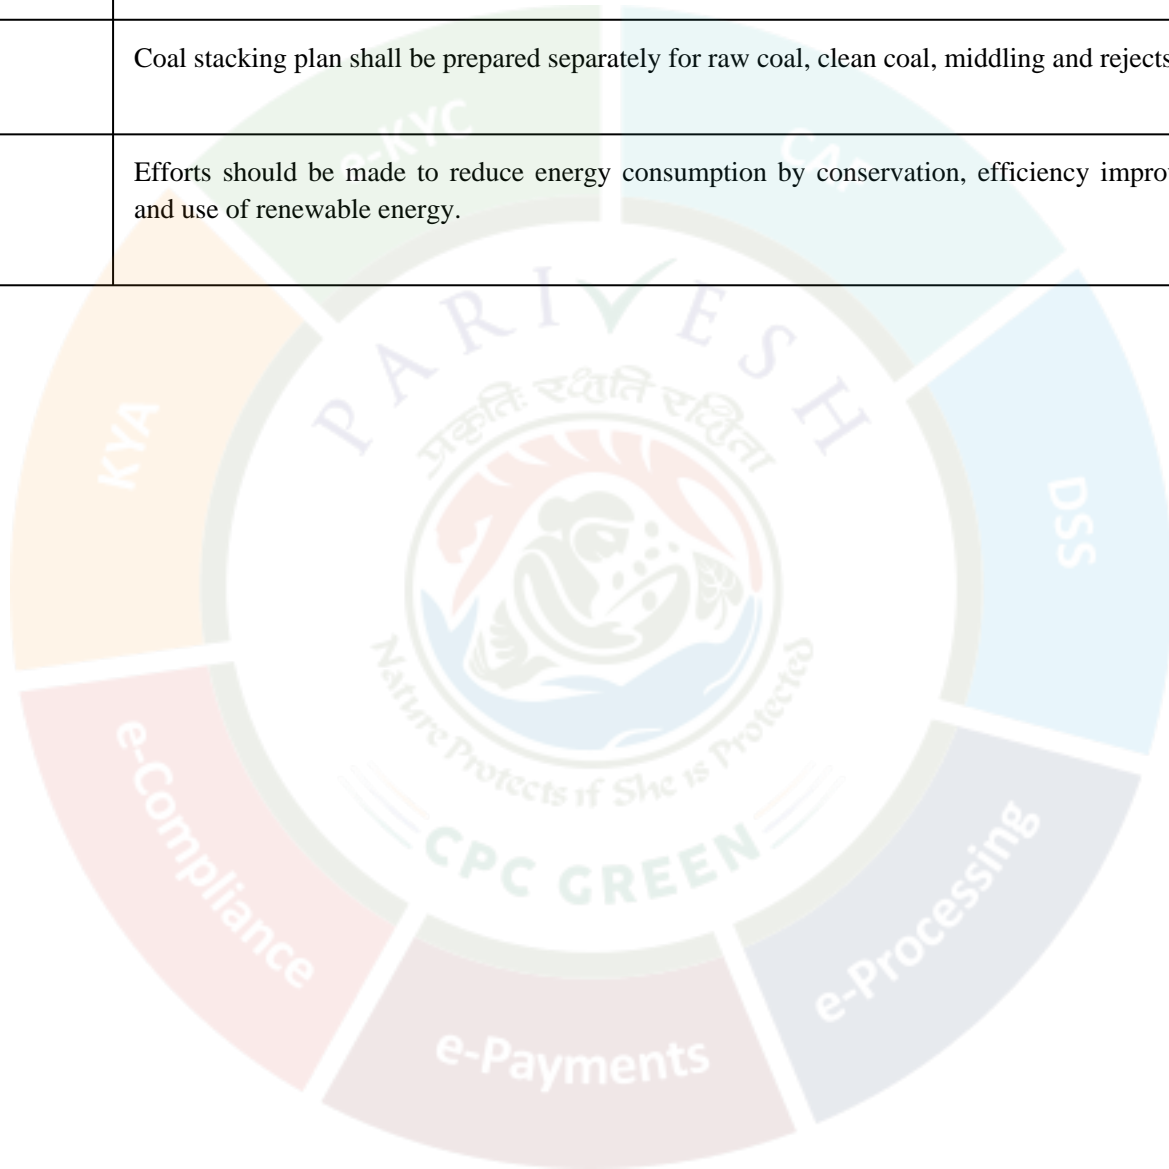 Coal stacking plan shall be prepared separately for raw coal, clean coal, middling and rejects
Efforts should be made to reduce energy consumption by conservation, efficiency
and use of renewable energy.
e-KYC
CAF
KYA
DSS
PARIVESH
प्रकृतिः रक्षति रक्षिता
Nature Protects if She is Protected
CPC GREEN
e-Compliance
e-Processing
e-Payments